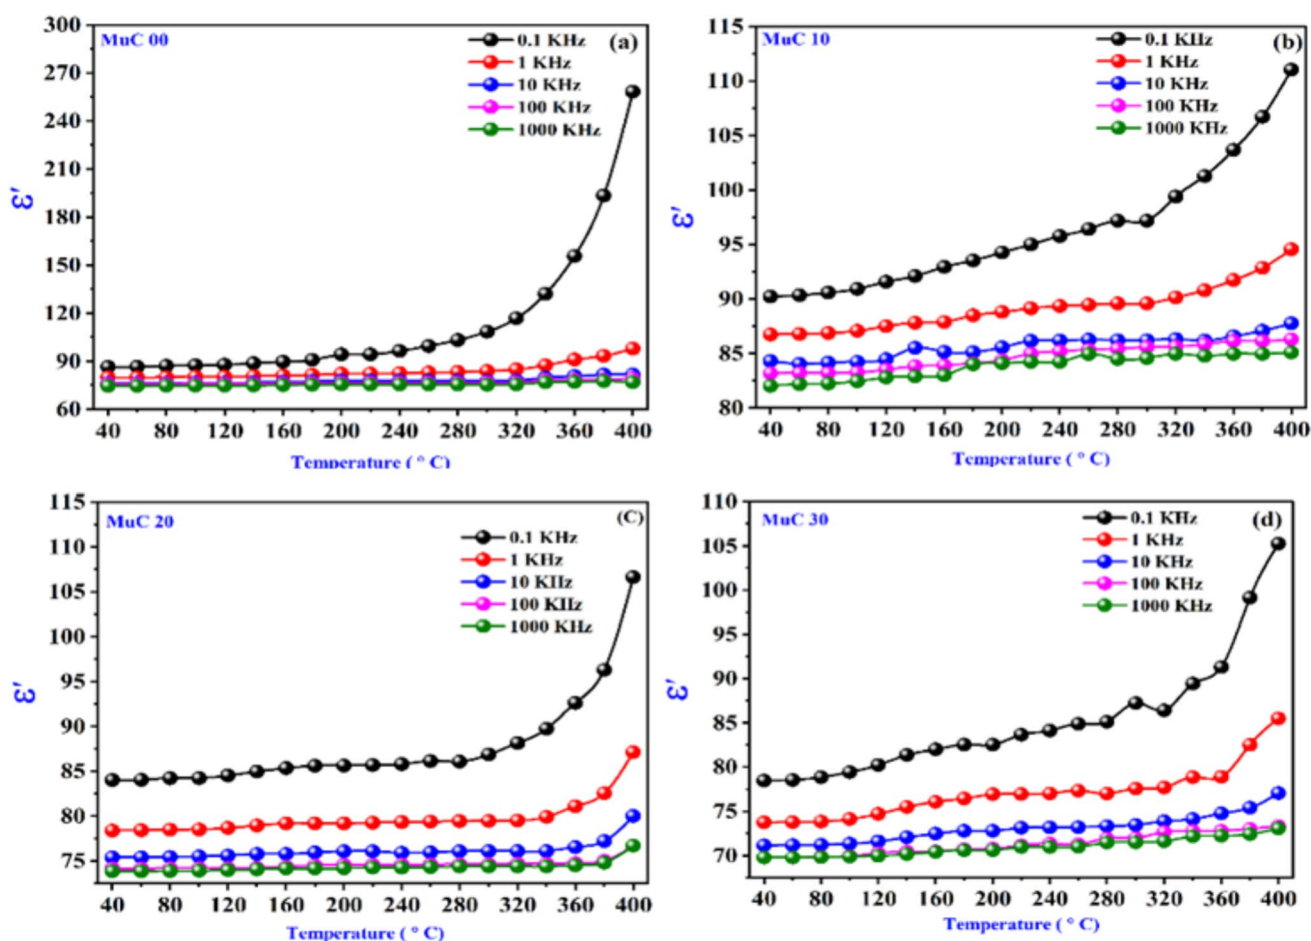 MuC 00
(a)
0.1 KHz
1 KHz
10 KHz
100 KHz
1000 KHz
300
270
240
210
180
150
120
90
60
ε′
40 80 120 160 200 240 280 320 360 400
Temperature ( ° C)
MuC 10
(b)
0.1 KHz
1 KHz
10 KHz
100 KHz
1000 KHz
115
110
105
100
95
90
85
80
ε′
40 80 120 160 200 240 280 320 360 400
Temperature ( ° C)
MuC 20
(C)
0.1 KHz
1 KHz
10 KHz
100 KHz
1000 KHz
115
110
105
100
95
90
85
80
75
ε′
40 80 120 160 200 240 280 320 360 400
Temperature ( ° C)
MuC 30
(d)
0.1 KHz
1 KHz
10 KHz
100 KHz
1000 KHz
110
105
100
95
90
85
80
75
70
ε′
40 80 120 160 200 240 280 320 360 400
Temperature ( ° C)